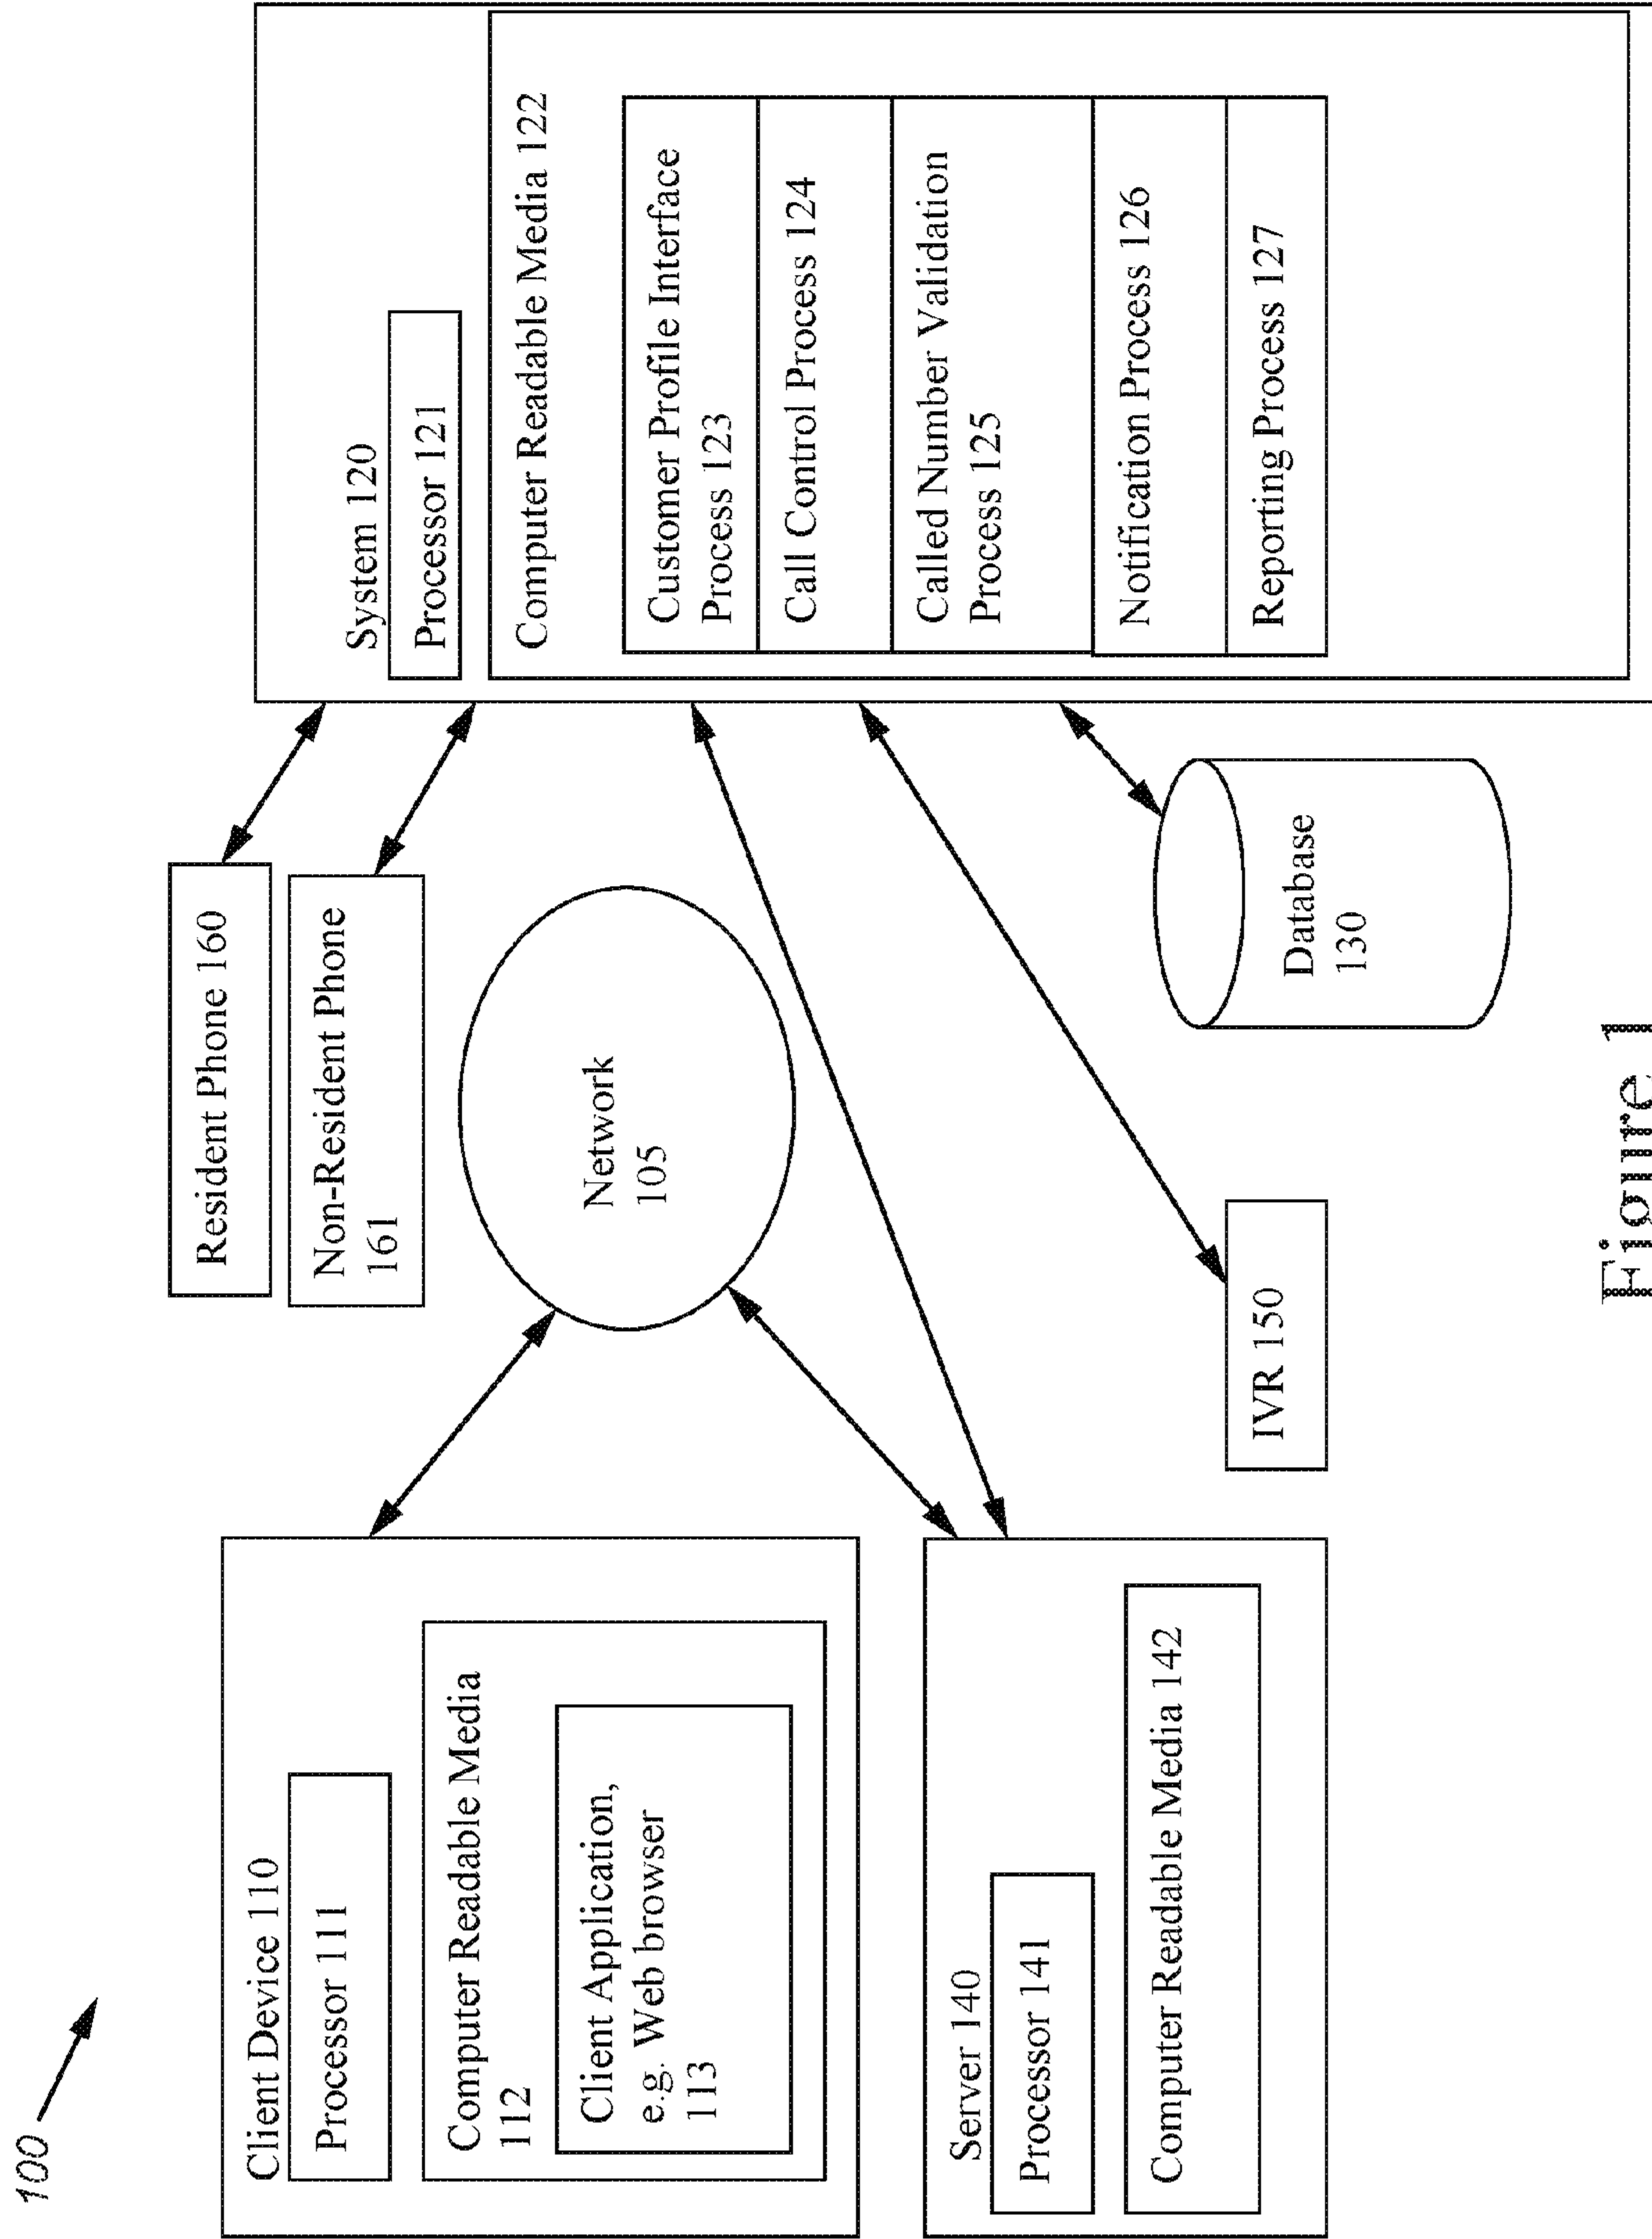 100
Client Device 110
Processor 111
Computer Readable Media
112
Client Application,
e.g. Web browser
113
Server 140
Processor 141
Computer Readable Media 142
Resident Phone 160
Non-Resident Phone
161
Network
105
IVR 150
Database
130
System 120
Processor 121
Computer Readable Media 122
Customer Profile Interface
Process 123
Call Control Process 124
Called Number Validation
Process 125
Notification Process 126
Reporting Process 127
Figure 1